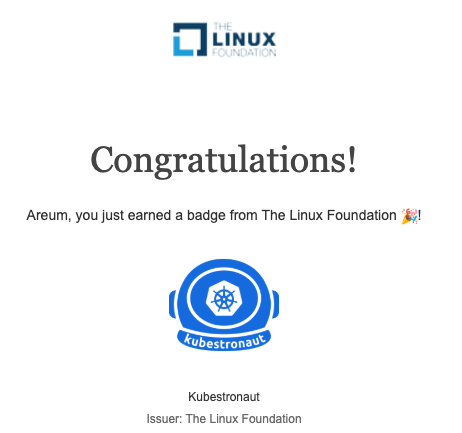 THE
LINUX
FOUNDATION
Congratulations!
Areum, you just earned a badge from The Linux Foundation 🎉!
kubestronaut
Kubestronaut
Issuer: The Linux Foundation